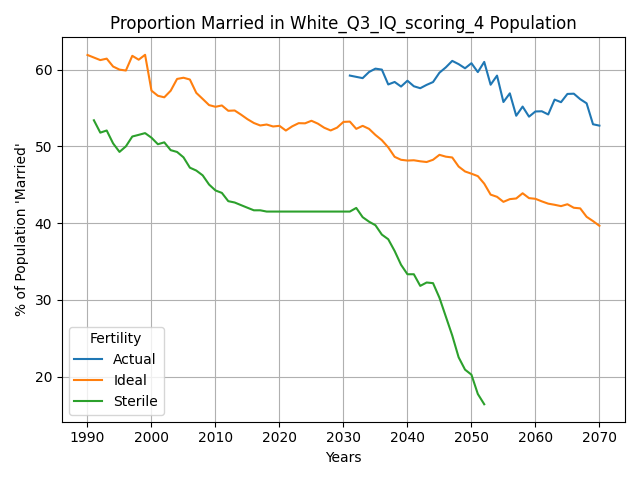 Proportion Married in White_Q3_IQ_scoring_4 Population
% of Population 'Married'
60
50
40
30
20
Fertility
Actual
Ideal
Sterile
1990 2000 2010 2020 2030 2040 2050 2060 2070
Years